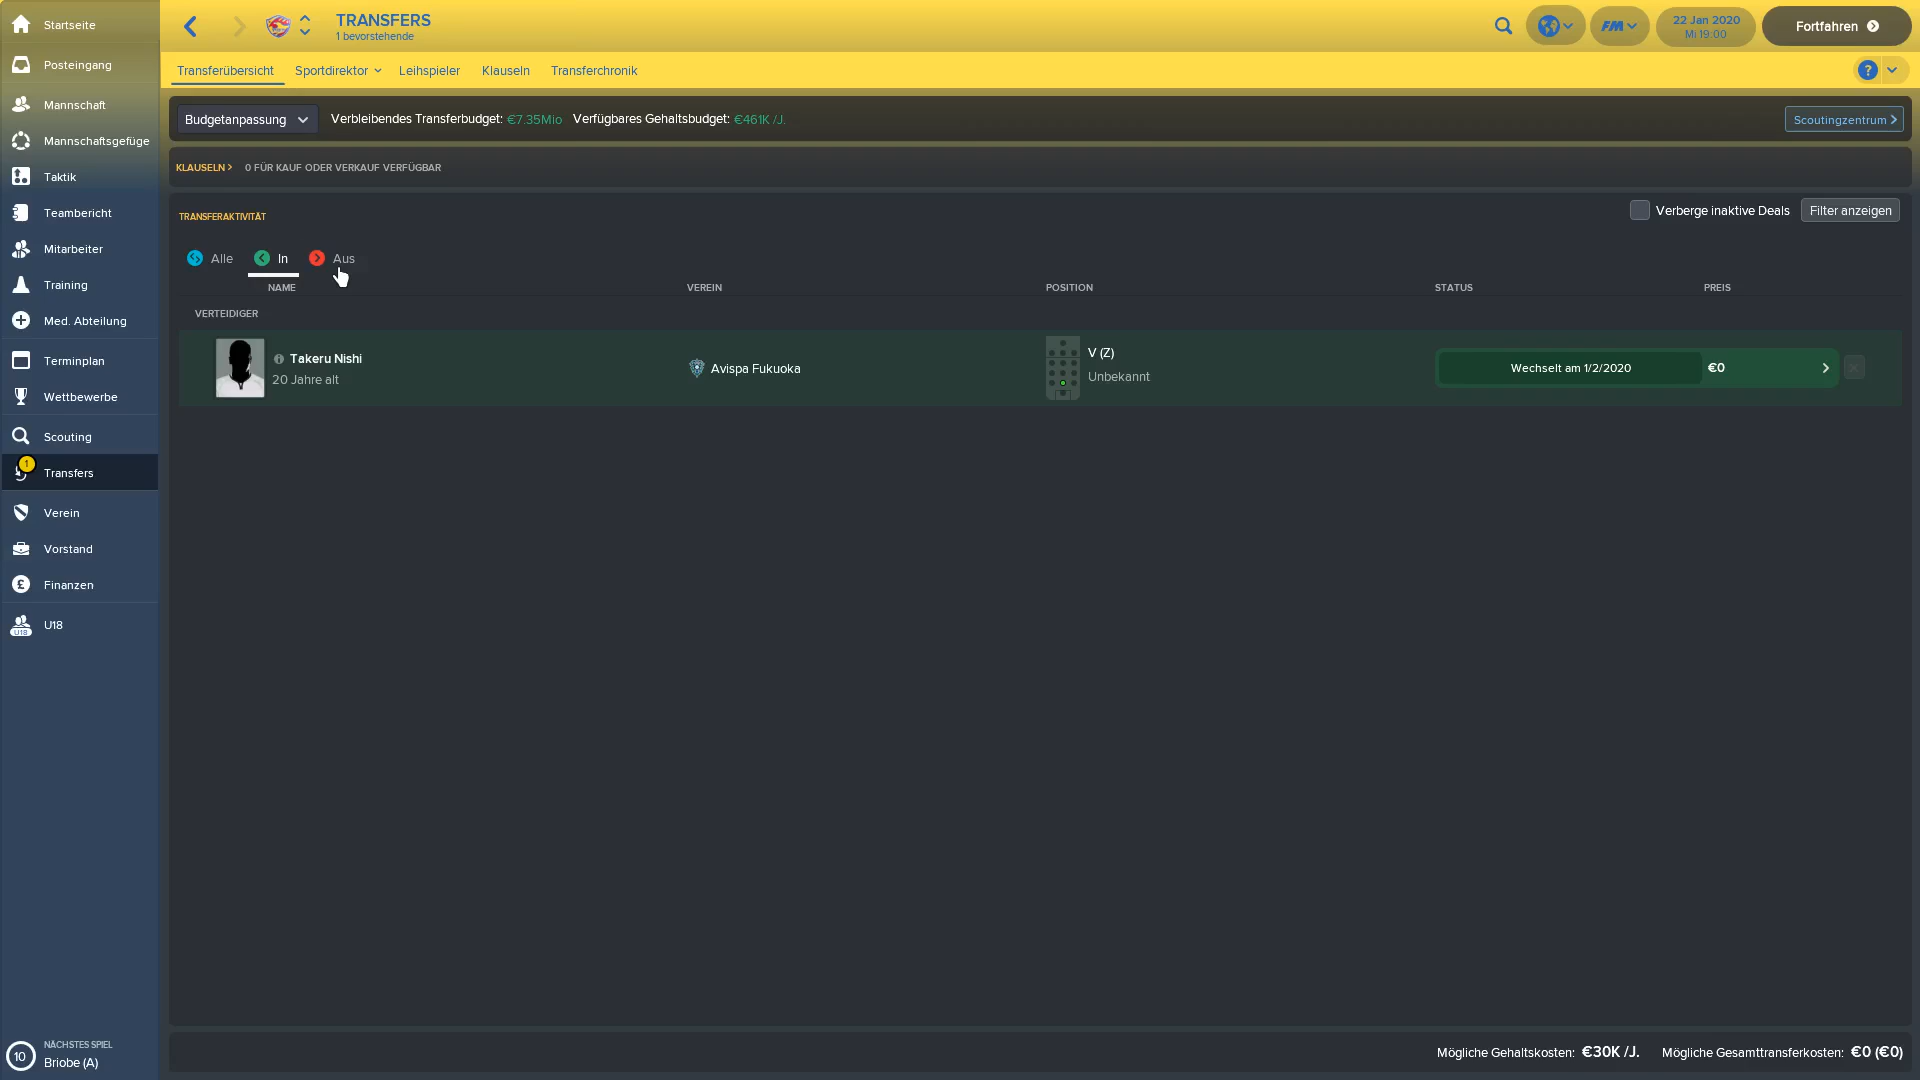 Startseite
Posteingang
Mannschaft
Mannschaftsgefüge
Taktik
Teambericht
Mitarbeiter
Training
Med. Abteilung
Terminplan
Wettbewerbe
Scouting
1
Transfers
Verein
Vorstand
Finanzen
U18
U18
10
NÄCHSTES SPIEL
Briobe (A)
TRANSFERS
1 bevorstehende
FM
22 Jan 2020
Mi 19:00
Fortfahren
Transferübersicht Sportdirektor Leihspieler Klauseln Transferchronik
?
Budgetanpassung Verbleibendes Transferbudget: €7.35Mio Verfügbares Gehaltsbudget: €461K /J. Scoutingzentrum >
KLAUSELN > 0 FÜR KAUF ODER VERKAUF VERFÜGBAR
TRANSFERAKTIVITÄT Verberge inaktive Deals Filter anzeigen
Alle In Aus
NAME VEREIN POSITION STATUS PREIS
VERTEIDIGER
Takeru Nishi
20 Jahre alt
Avispa Fukuoka
V (Z)
Unbekannt
Wechselt am 1/2/2020 €0
Mögliche Gehaltskosten: €30K /J. Mögliche Gesamttransferkosten: €0 (€0)